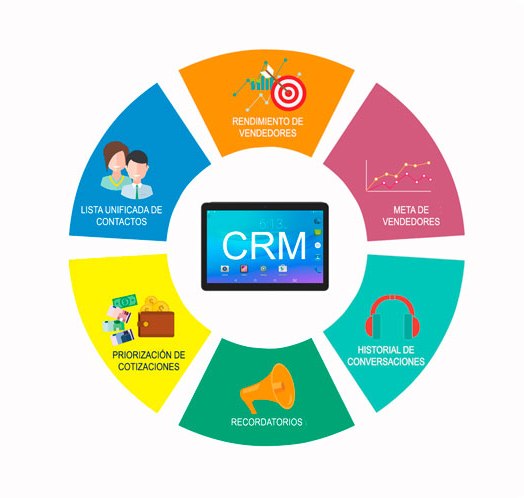 RENDIMIENTO DE
VENDEDORES
META DE
VENDEDORES
HISTORIAL DE
CONVERSACIONES
RECORDATORIOS
PRIORIZACIÓN DE
COTIZACIONES
LISTA UNIFICADA DE
CONTACTOS
CRM